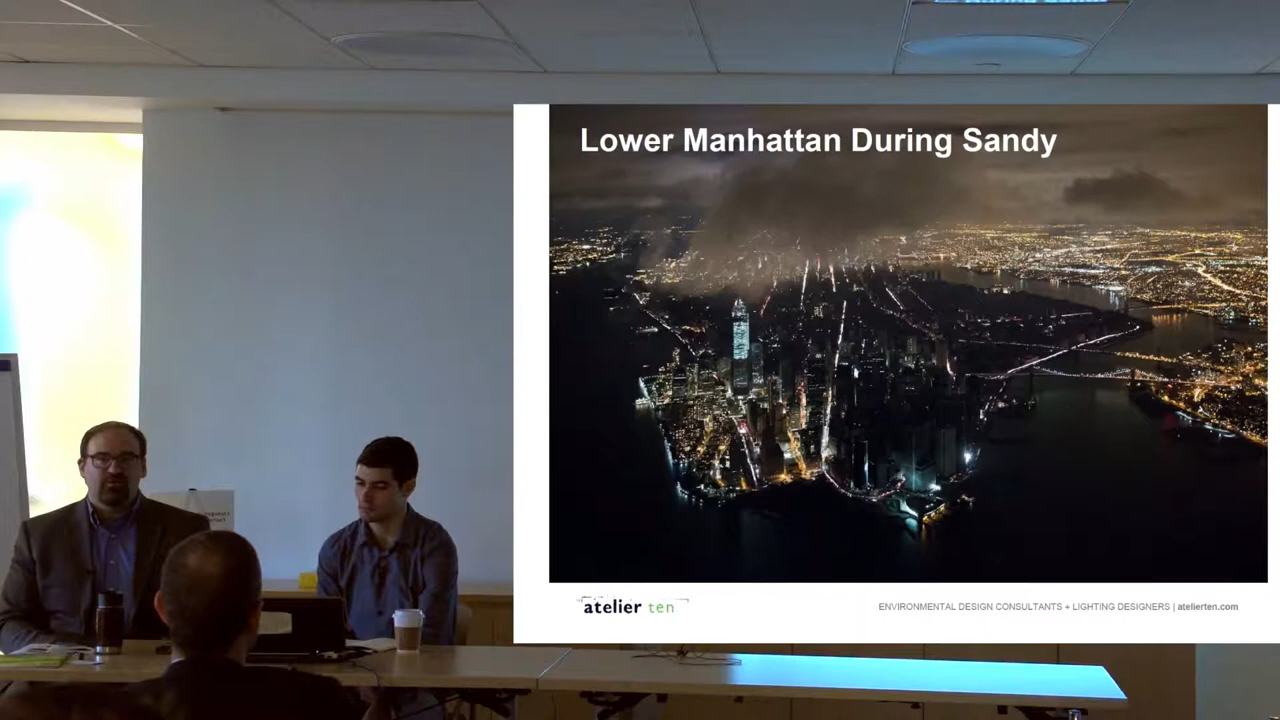 Lower Manhattan During Sandy
atelier ten
ENVIRONMENTAL DESIGN CONSULTANTS + LIGHTING DESIGNERS | atelierten.com